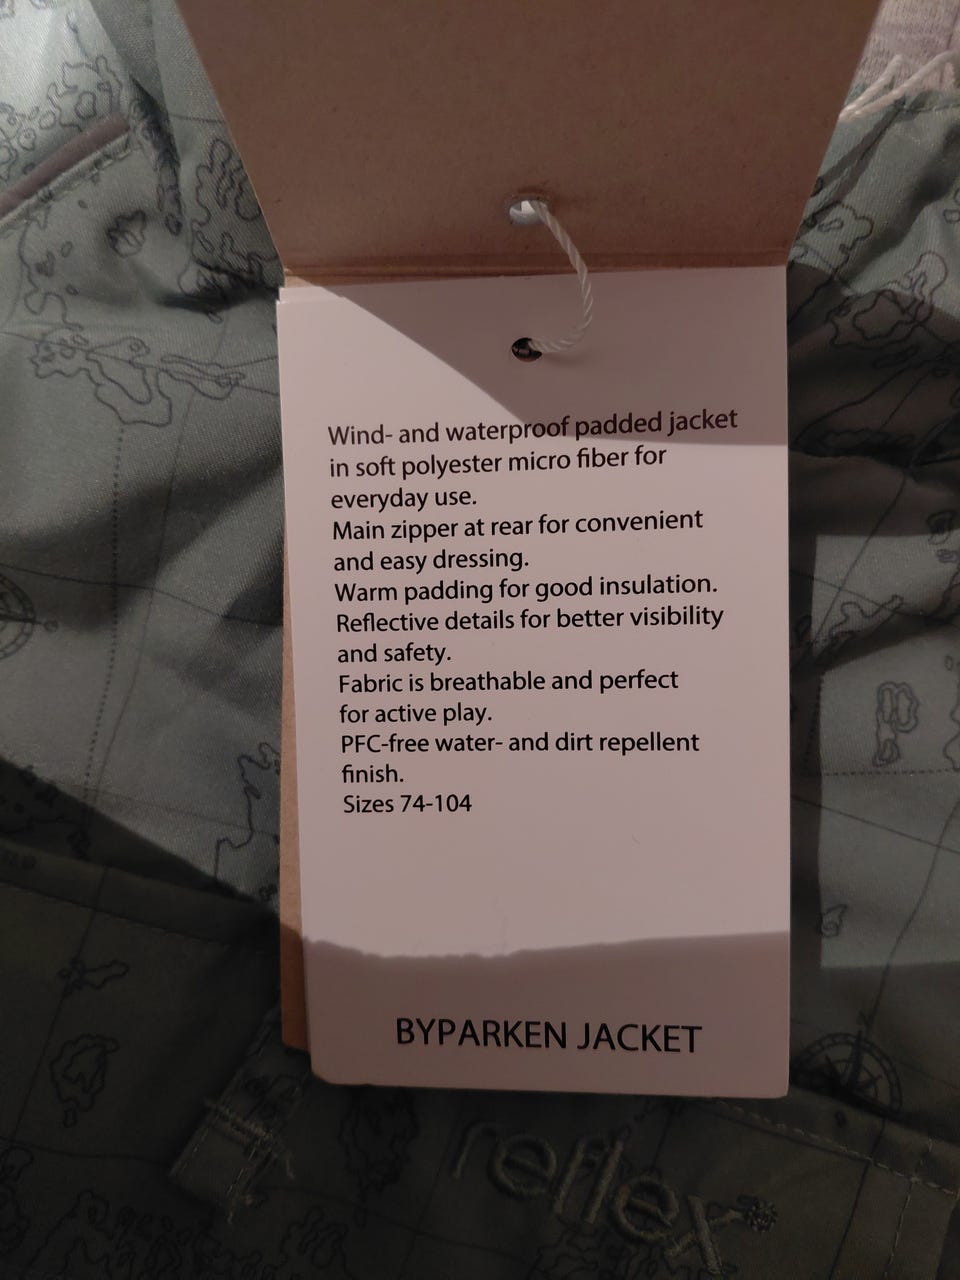 Wind- and waterproof padded jacket
in soft polyester micro fiber for
everyday use.
Main zipper at rear for convenient
and easy dressing.
Warm padding for good insulation.
Reflective details for better visibility
and safety.
Fabric is breathable and perfect
for active play.
PFC-free water- and dirt repellent
finish.
Sizes 74-104
BYPARKEN JACKET
reflex